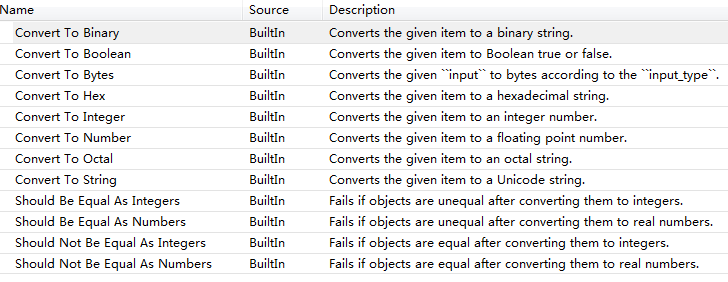 Name Source Description
Convert To Binary BuiltIn Converts the given item to a binary string.
Convert To Boolean BuiltIn Converts the given item to Boolean true or false.
Convert To Bytes BuiltIn Converts the given ``input`` to bytes according to the ``input_type``.
Convert To Hex BuiltIn Converts the given item to a hexadecimal string.
Convert To Integer BuiltIn Converts the given item to an integer number.
Convert To Number BuiltIn Converts the given item to a floating point number.
Convert To Octal BuiltIn Converts the given item to an octal string.
Convert To String BuiltIn Converts the given item to a Unicode string.
Should Be Equal As Integers BuiltIn Fails if objects are unequal after converting them to integers.
Should Be Equal As Numbers BuiltIn Fails if objects are unequal after converting them to real numbers.
Should Not Be Equal As Integers BuiltIn Fails if objects are equal after converting them to integers.
Should Not Be Equal As Numbers BuiltIn Fails if objects are equal after converting them to real numbers.